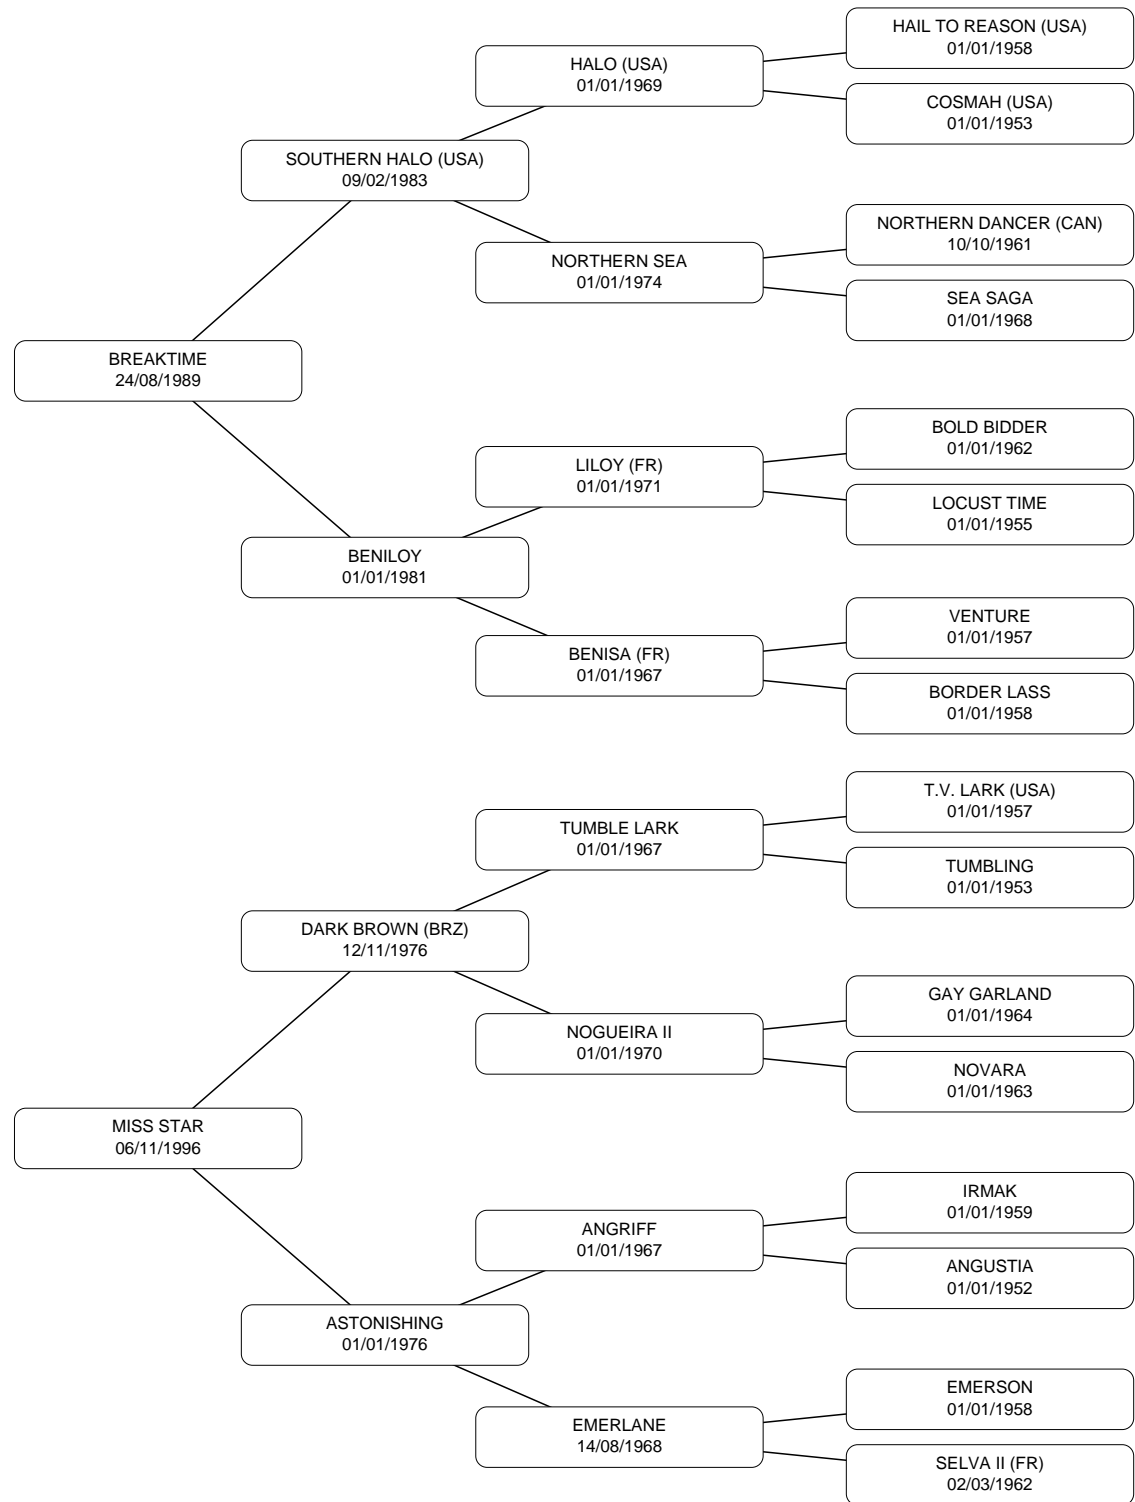 HAIL TO REASON (USA)
01/01/1958
HALO (USA)
01/01/1969
COSMAH (USA)
01/01/1953
SOUTHERN HALO (USA)
09/02/1983
NORTHERN DANCER (CAN)
10/10/1961
NORTHERN SEA
01/01/1974
SEA SAGA
01/01/1968
BREAKTIME
24/08/1989
BOLD BIDDER
01/01/1962
LILOY (FR)
01/01/1971
LOCUST TIME
01/01/1955
BENILOY
01/01/1981
VENTURE
01/01/1957
BENISA (FR)
01/01/1967
BORDER LASS
01/01/1958
T.V. LARK (USA)
01/01/1957
TUMBLE LARK
01/01/1967
TUMBLING
01/01/1953
DARK BROWN (BRZ)
12/11/1976
GAY GARLAND
01/01/1964
NOGUEIRA II
01/01/1970
NOVARA
01/01/1963
MISS STAR
06/11/1996
IRMAK
01/01/1959
ANGRIFF
01/01/1967
ANGUSTIA
01/01/1952
ASTONISHING
01/01/1976
EMERSON
01/01/1958
EMERLANE
14/08/1968
SELVA II (FR)
02/03/1962